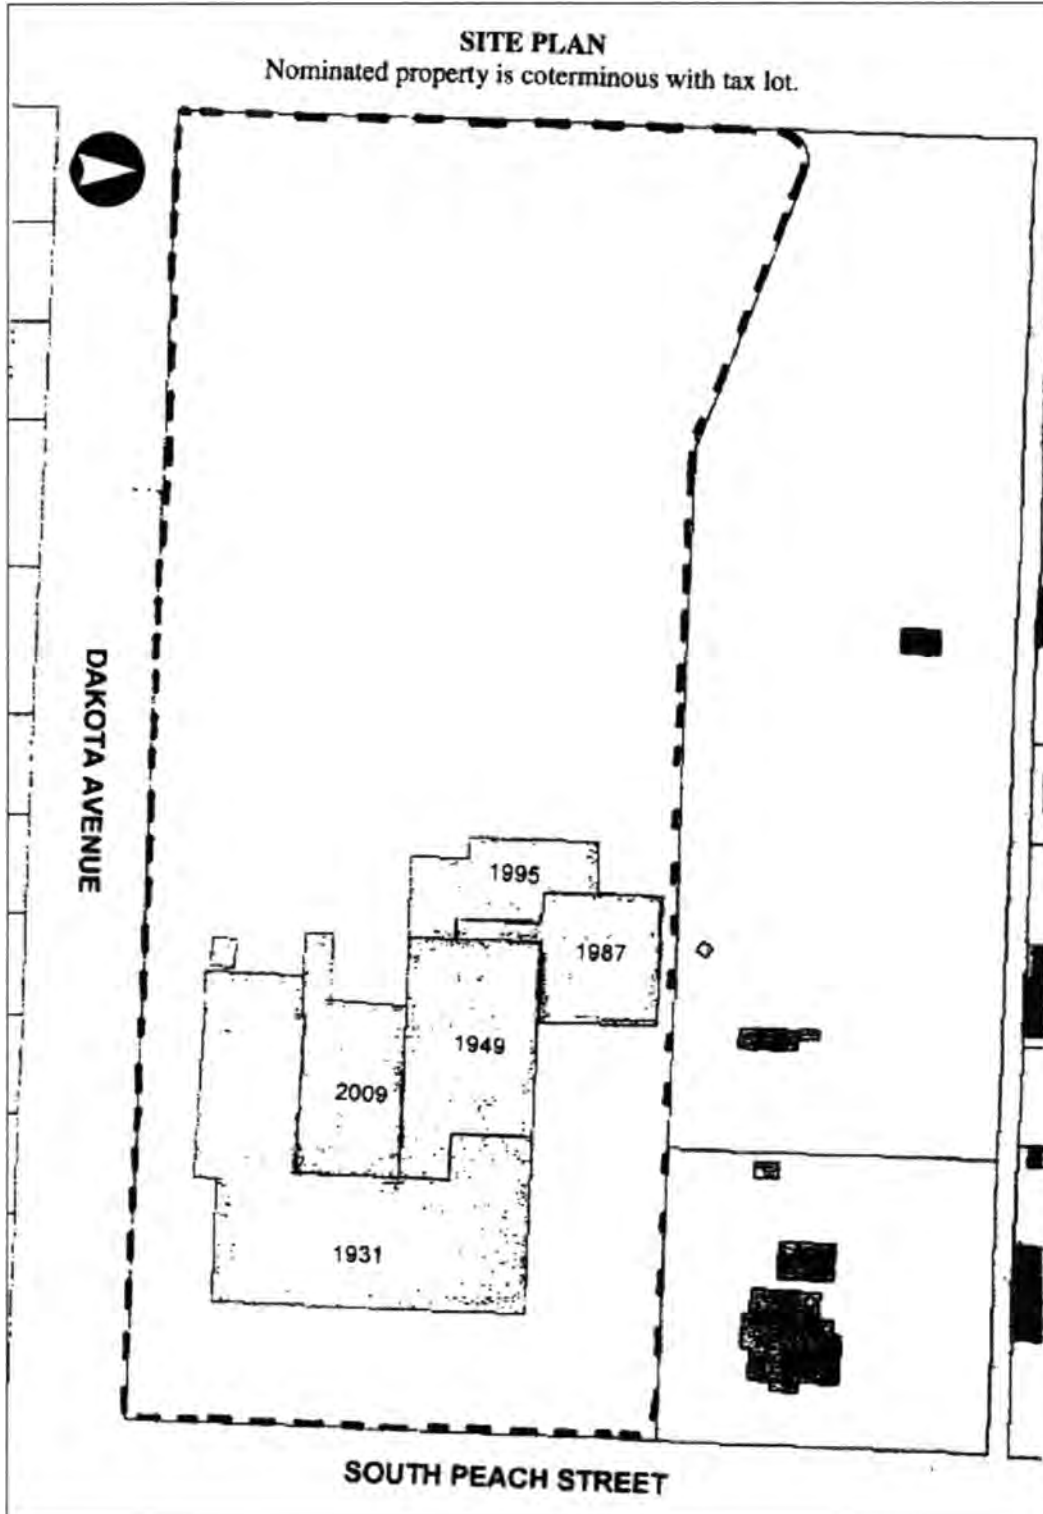 SITE PLAN
Nominated property is coterminous with tax lot.
DAKOTA AVENUE
1995
1987
1949
2009
1931
SOUTH PEACH STREET